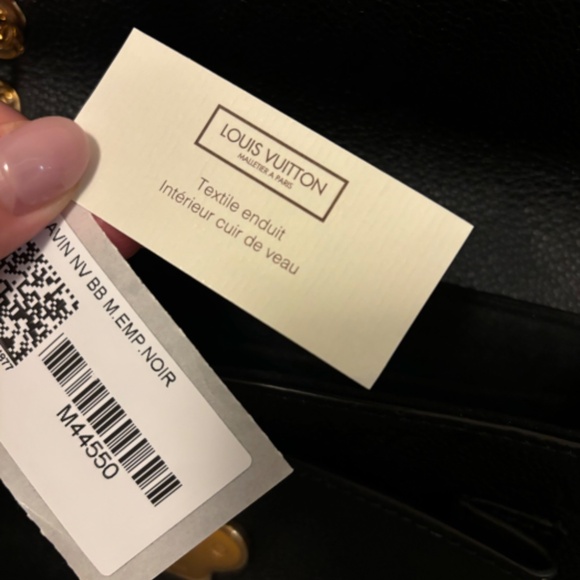 LOUIS VUITTON
MALLETIER A PARIS
Textile enduit
Intérieur cuir de veau
AVIN NV BB M.EMP.NOIR
M44550